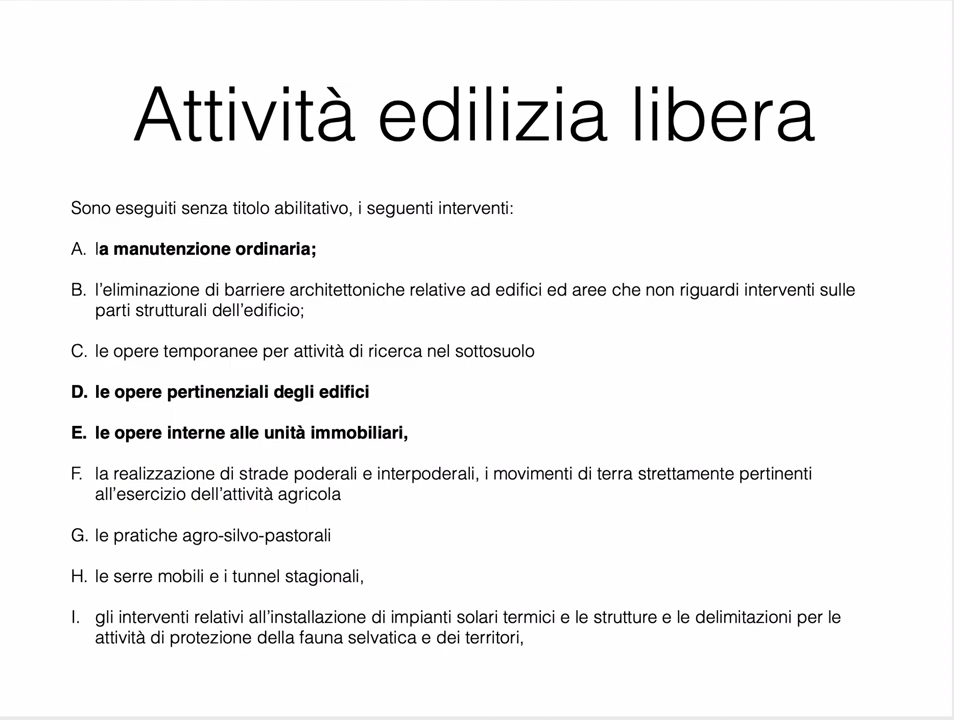 Attività edilizia libera
Sono eseguiti senza titolo abilitativo, i seguenti interventi:
A. la manutenzione ordinaria;
B. l'eliminazione di barriere architettoniche relative ad edifici ed aree che non riguardi interventi sulle
parti strutturali dell'edificio;
C. le opere temporanee per attività di ricerca nel sottosuolo
D. le opere pertinenziali degli edifici
E. le opere interne alle unità immobiliari,
F. la realizzazione di strade poderali e interpoderali, i movimenti di terra strettamente pertinenti
all'esercizio dell'attività agricola
G. le pratiche agro-silvo-pastorali
H. le serre mobili e i tunnel stagionali,
I. gli interventi relativi all'installazione di impianti solari termici e le strutture e le delimitazioni per le
attività di protezione della fauna selvatica e dei territori,